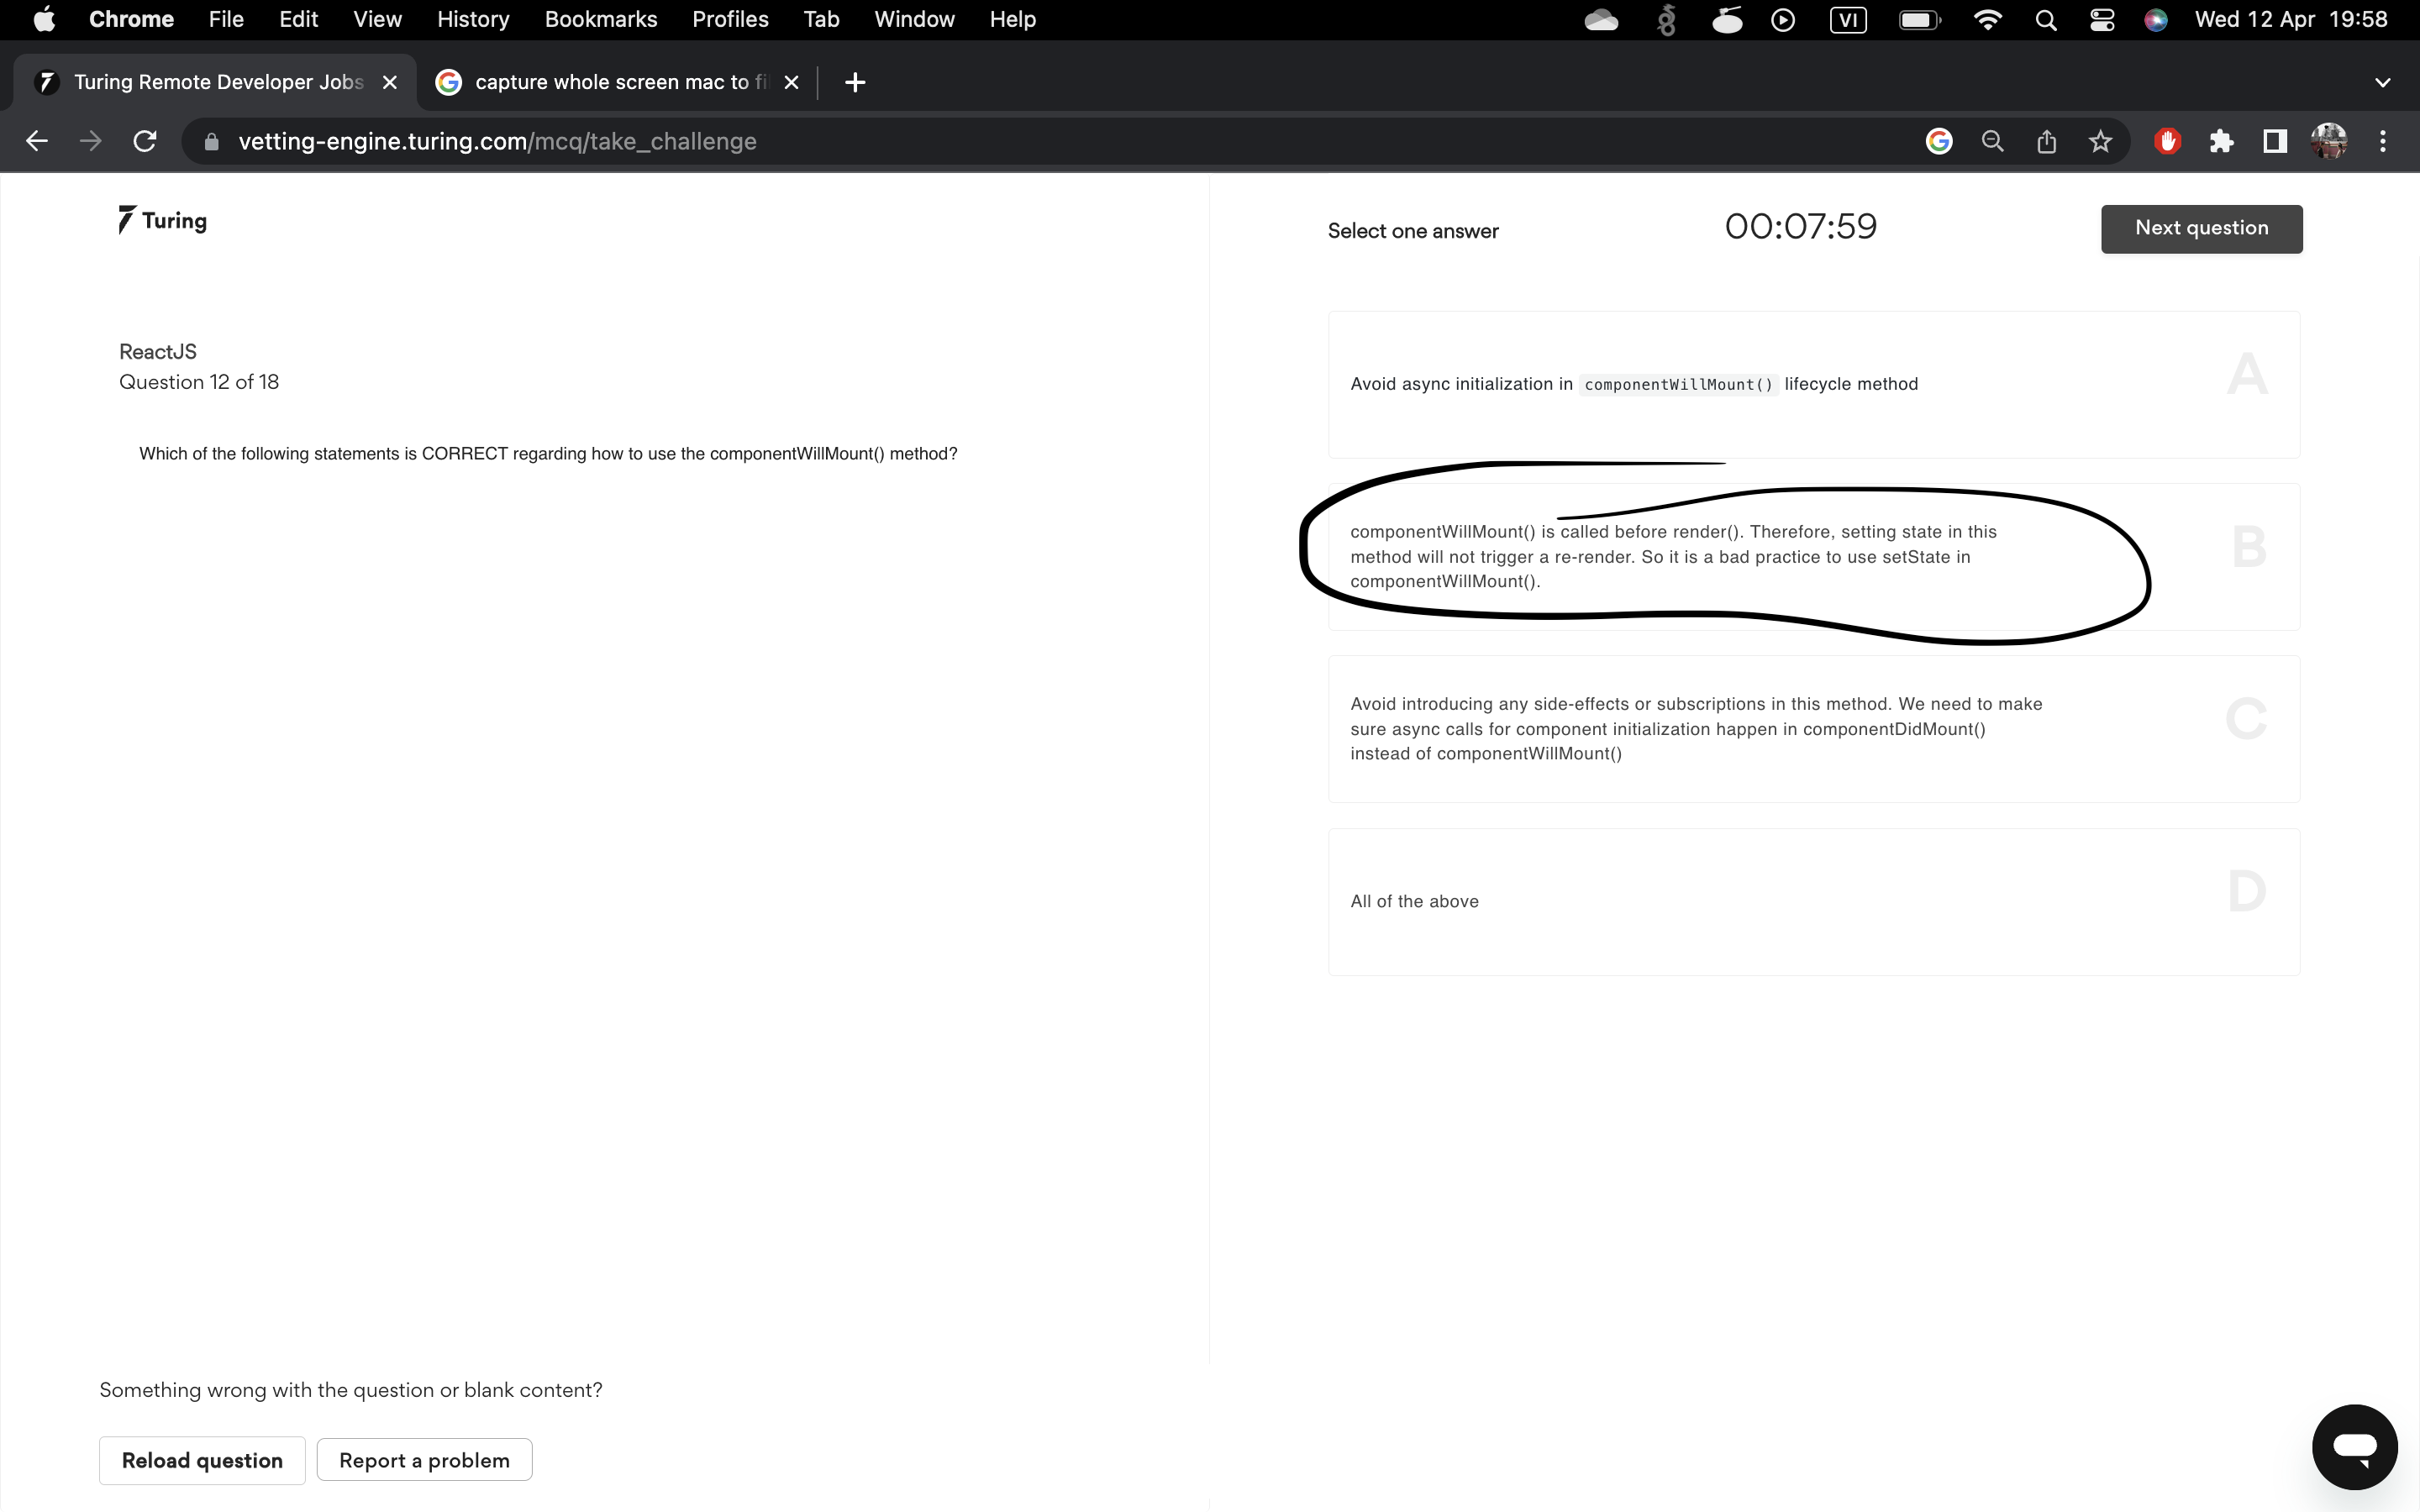 Chrome File Edit View History Bookmarks Profiles Tab Window Help VI Wed 12 Apr 19:58
Turing Remote Developer Jobs capture whole screen mac to fi
vetting-engine.turing.com/mcq/take_challenge
Turing
Select one answer 00:07:59 Next question
ReactJS
Question 12 of 18
Which of the following statements is CORRECT regarding how to use the componentWillMount() method?
Avoid async initialization in componentWillMount() lifecycle method
A
componentWillMount() is called before render(). Therefore, setting state in this
method will not trigger a re-render. So it is a bad practice to use setState in
componentWillMount().
B
Avoid introducing any side-effects or subscriptions in this method. We need to make
sure async calls for component initialization happen in componentDidMount()
instead of componentWillMount()
C
All of the above
D
Something wrong with the question or blank content?
Reload question Report a problem